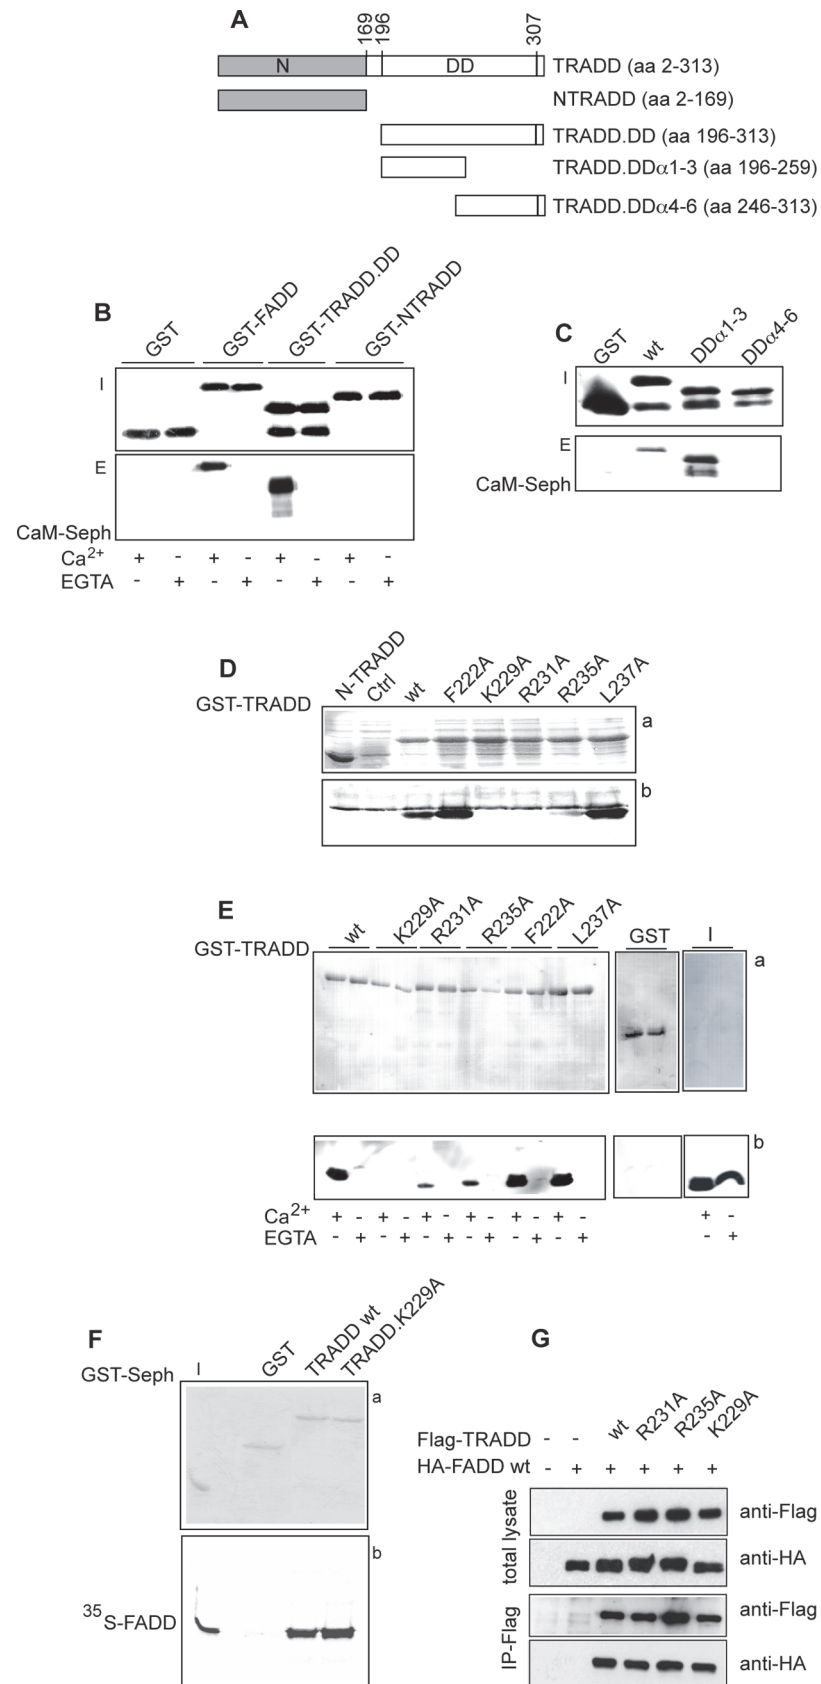 A
169 196 307
N DD TRADD (aa 2-313)
NTRADD (aa 2-169)
TRADD.DD (aa 196-313)
TRADD.DDα1-3 (aa 196-259)
TRADD.DDα4-6 (aa 246-313)
B
GST GST-FADD GST-TRADD.DD GST-NTRADD
I
E
CaM-Seph
Ca2+ + - + - + - + -
EGTA - + - + - + - +
C
GST wt DDα1-3 DDα4-6
I
E
CaM-Seph
D
GST-TRADD N-TRADD Ctrl wt F222A K229A R231A R235A L237A
a
b
E
GST-TRADD wt K229A R231A R235A F222A L237A GST I
a
b
Ca2+ + - + - + - + - + - + - + -
EGTA - + - + - + - + - + - + - +
F
GST-Seph I GST TRADD wt TRADD.K229A
a
b
35S-FADD
G
Flag-TRADD - - wt R231A R235A K229A
HA-FADD wt - + + + + +
total lysate
anti-Flag
anti-HA
IP-Flag
anti-Flag
anti-HA